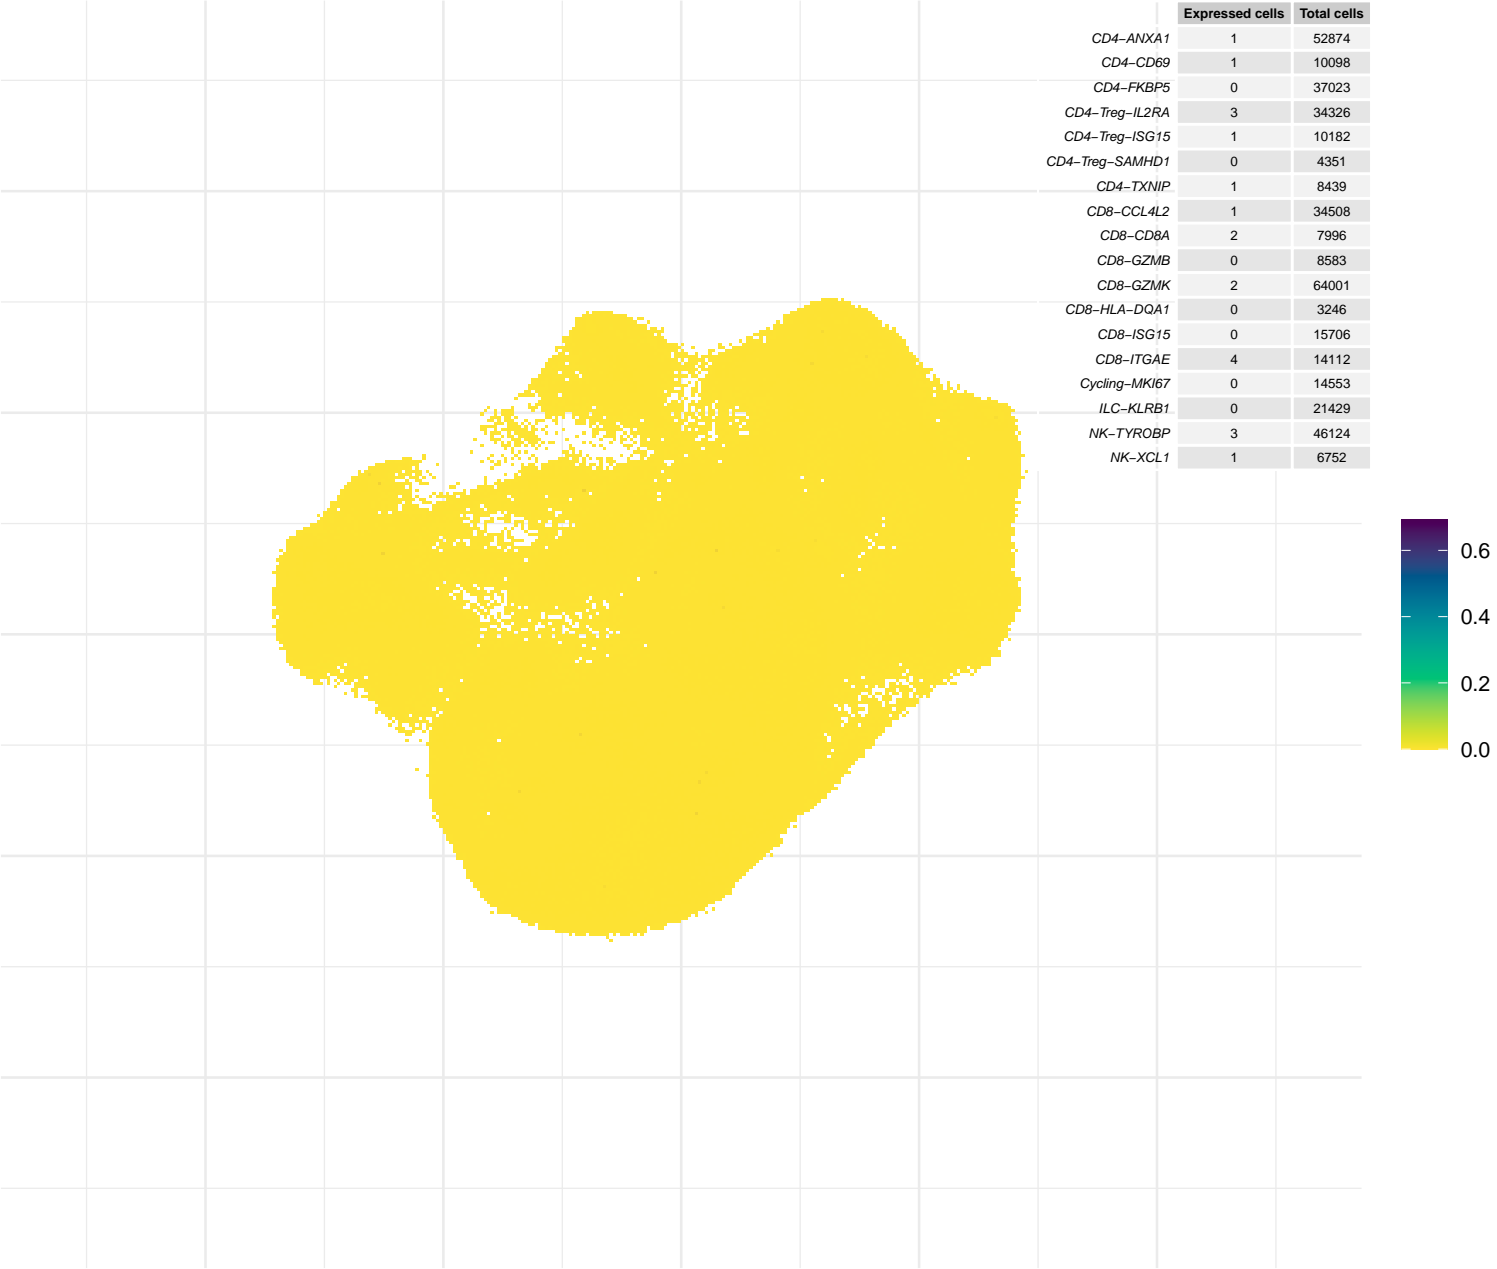 Expressed cells Total cells
CD4−ANXA1 1 52874
CD4−CD69 1 10098
CD4−FKBP5 0 37023
CD4−Treg−IL2RA 3 34326
CD4−Treg−ISG15 1 10182
CD4−Treg−SAMHD1 0 4351
CD4−TXNIP 1 8439
CD8−CCL4L2 1 34508
CD8−CD8A 2 7996
CD8−GZMB 0 8583
CD8−GZMK 2 64001
CD8−HLA−DQA1 0 3246
CD8−ISG15 0 15706
CD8−ITGAE 4 14112
Cycling−MKI67 0 14553
ILC−KLRB1 0 21429
NK−TYROBP 3 46124
NK−XCL1 1 6752
0.6
0.4
0.2
0.0